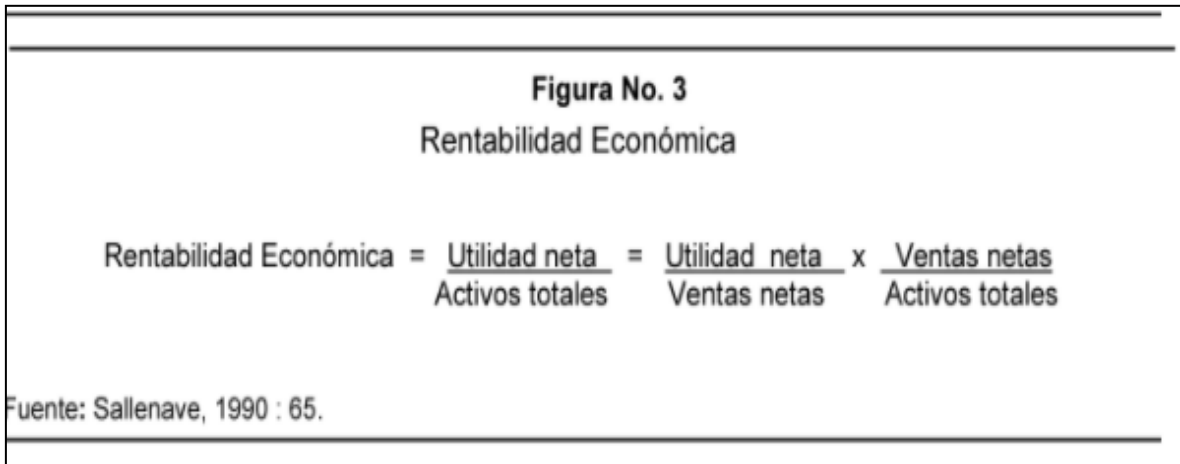 Figura No. 3
Rentabilidad Económica
Rentabilidad Económica = Utilidad neta = Utilidad neta x Ventas netas
Activos totales Ventas netas Activos totales
Fuente: Sallenave, 1990 : 65.